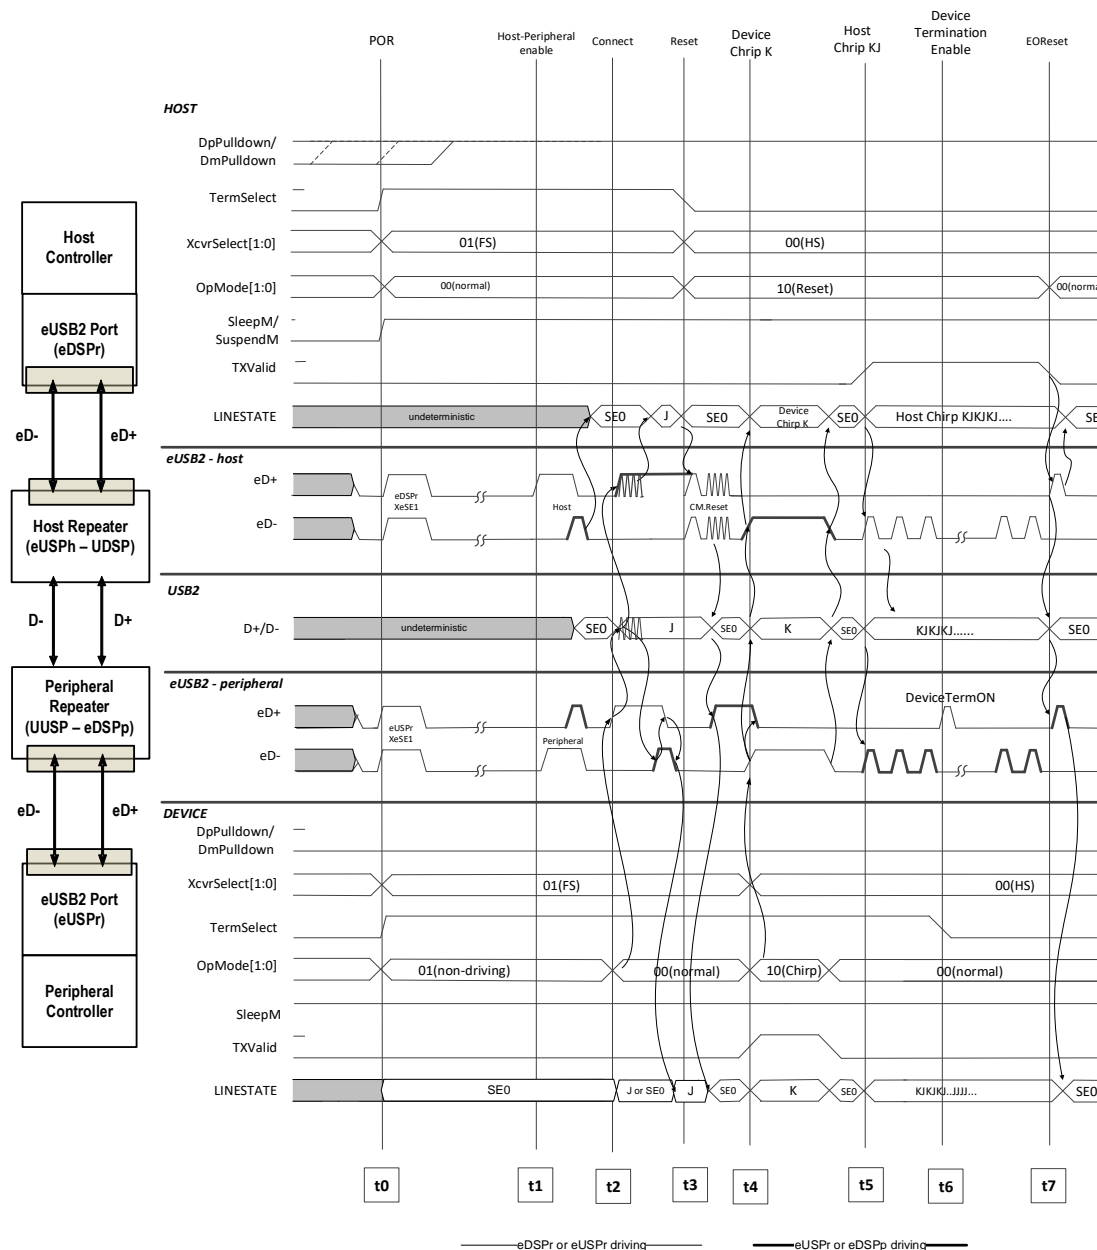 POR
Host-Peripheral
enable
Connect
Reset
Device
Chrip K
Host
Chrip KJ
Device
Termination
Enable
EOReset
HOST
DpPulldown/
DmPulldown
TermSelect
XcvrSelect[1:0]
01(FS)
00(HS)
OpMode[1:0]
00(normal)
10(Reset)
00(norma
SleepM/
SuspendM
TXValid
LINESTATE
undeterministic
SE0
J
SE0
Device
Chirp K
SE0
Host Chirp KJKJKJ....
SE
eUSB2 - host
eD+
eDSPr
XeSE1
Host
CM.Reset
eD-
USB2
D+/D-
undeterministic
SE0
J
SE0
K
SE0
KJKJKJ......
SE0
eUSB2 - peripheral
DeviceTermON
eD+
eUSPr
XeSE1
Peripheral
eD-
DEVICE
DpPulldown/
DmPulldown
XcvrSelect[1:0]
01(FS)
00(HS)
TermSelect
OpMode[1:0]
01(non-driving)
00(normal)
10(Chirp)
00(normal)
SleepM
TXValid
LINESTATE
SE0
J or SE0
J
SE0
K
SE0
KJKJKJ..JJJJ...
SE0
t0
t1
t2
t3
t4
t5
t6
t7
eDSPr or eUSPr driving
eUSPr or eDSPp driving
Host
Controller
eUSB2 Port
(eDSPr)
eD-
eD+
Host Repeater
(eUSPh – UDSP)
D-
D+
Peripheral
Repeater
(UUSP – eDSPp)
eD-
eD+
eUSB2 Port
(eUSPr)
Peripheral
Controller